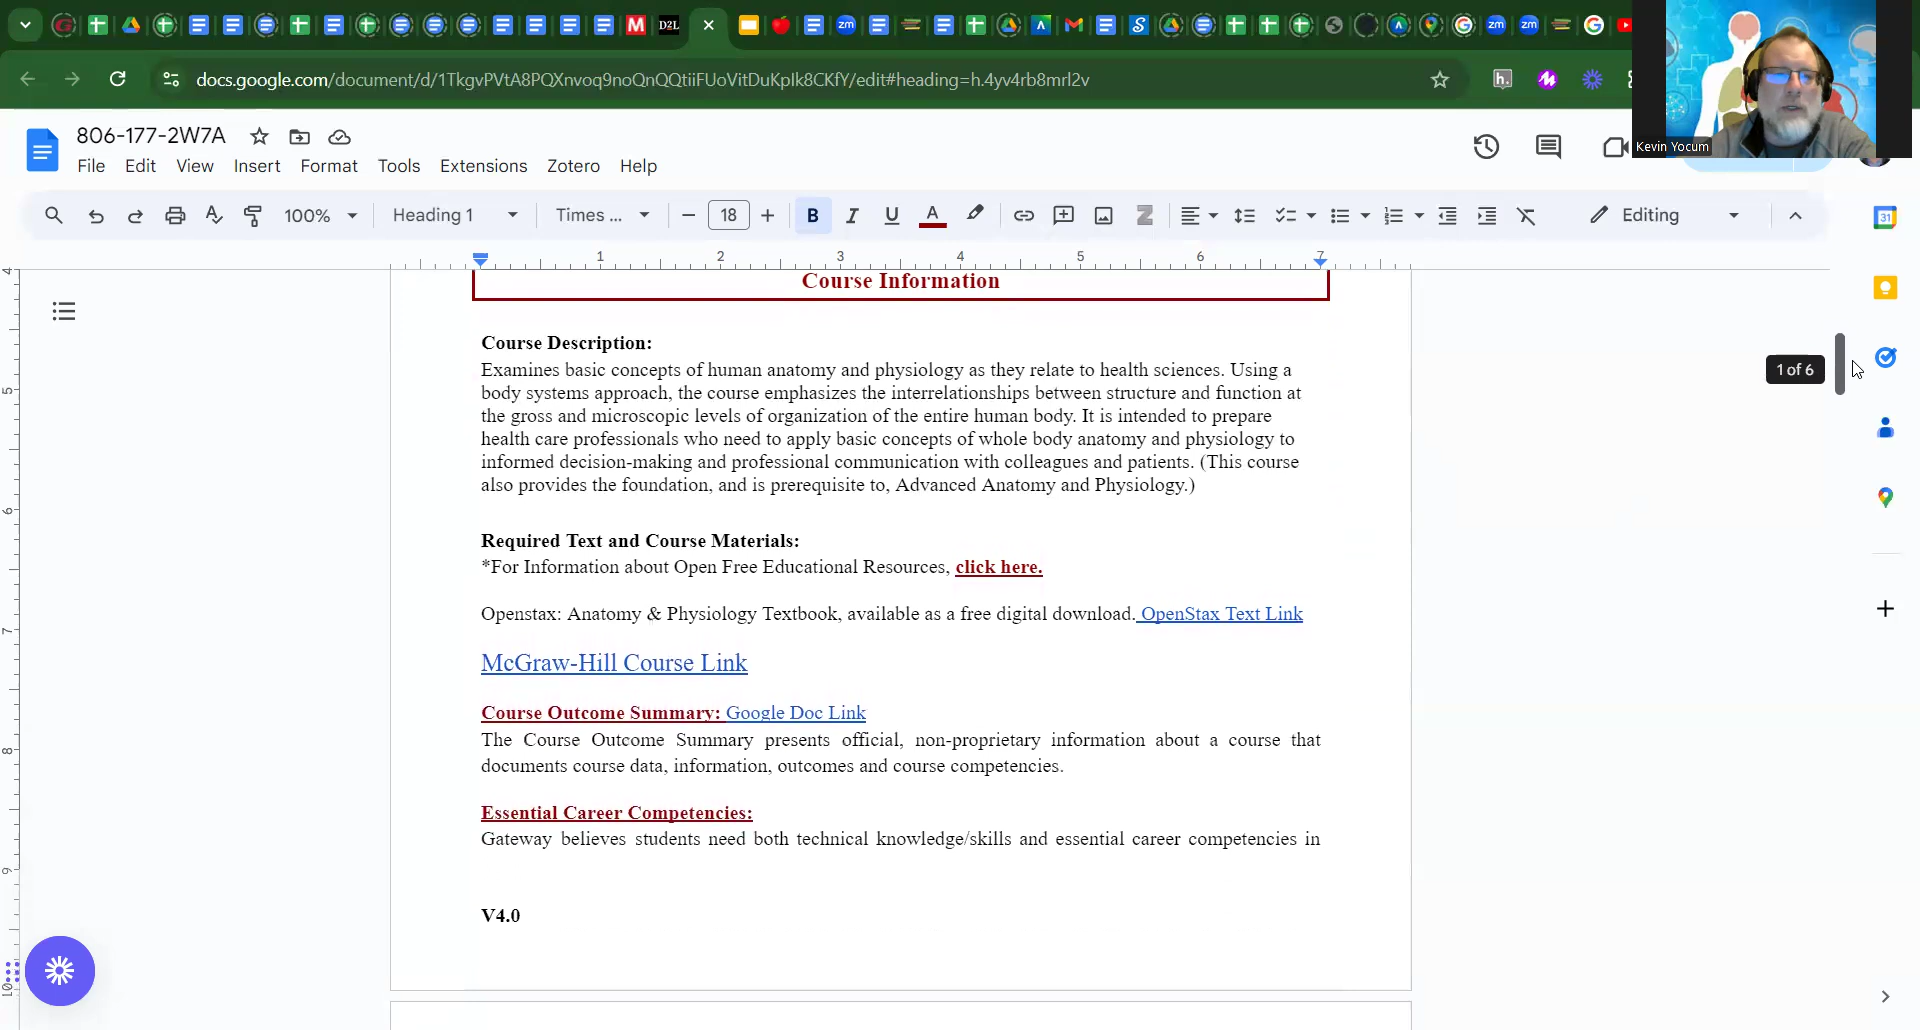 D2L
docs.google.com/document/d/1TkgvPVtA8PQXnvoq9noQnQQtiiFUoVitDuKpIk8CKfY/edit#heading=h.4yv4rb8mrl2v
Kevin Yocum
806-177-2W7A
File Edit View Insert Format Tools Extensions Zotero Help
100% Heading 1 Times ... 18 B I U A Editing
1 2 3 4 5 6 7
Course Information
Course Description:
Examines basic concepts of human anatomy and physiology as they relate to health sciences. Using a
body systems approach, the course emphasizes the interrelationships between structure and function at
the gross and microscopic levels of organization of the entire human body. It is intended to prepare
health care professionals who need to apply basic concepts of whole body anatomy and physiology to
informed decision-making and professional communication with colleagues and patients. (This course
also provides the foundation, and is prerequisite to, Advanced Anatomy and Physiology.)
1 of 6
Required Text and Course Materials:
*For Information about Open Free Educational Resources, click here.
Openstax: Anatomy & Physiology Textbook, available as a free digital download. OpenStax Text Link
McGraw-Hill Course Link
Course Outcome Summary: Google Doc Link
The Course Outcome Summary presents official, non-proprietary information about a course that
documents course data, information, outcomes and course competencies.
Essential Career Competencies:
Gateway believes students need both technical knowledge/skills and essential career competencies in
V4.0